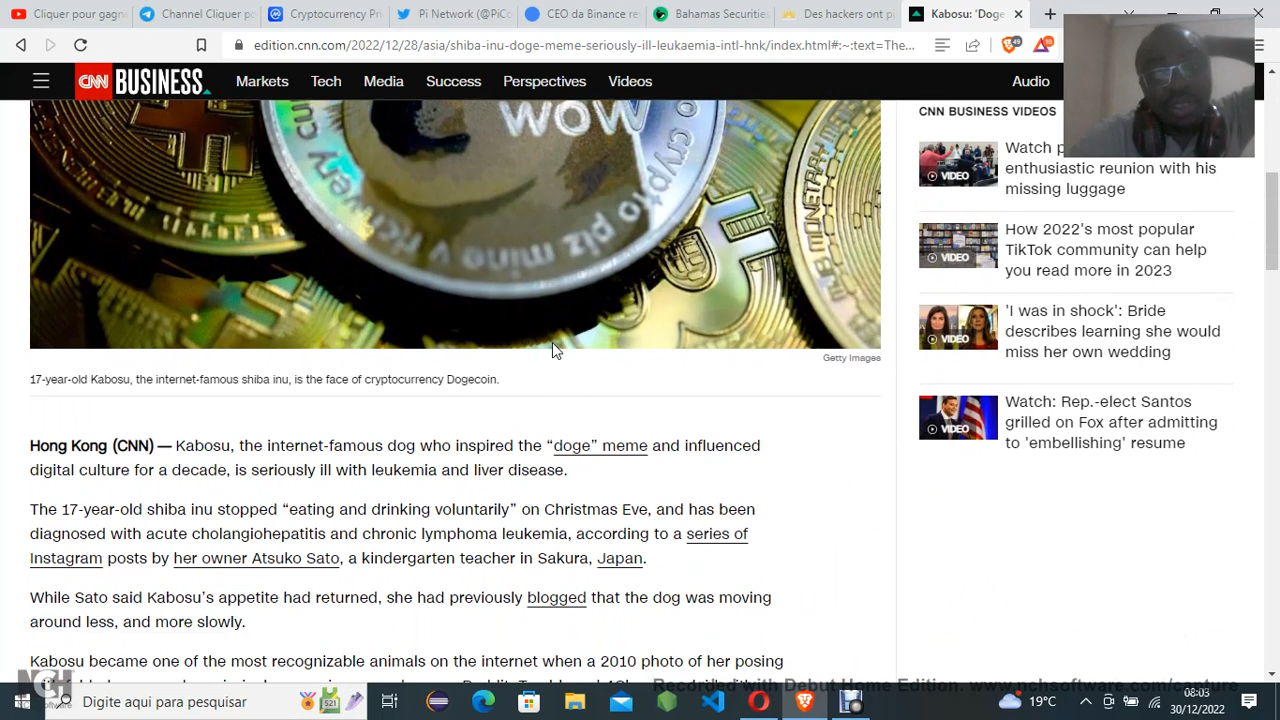 Cliquer pour gagner
Telegram Channel Cliquer po
Cryptocurrency Pri
Pi Network (@PiCo
CEO da Binance re
Bahamas Securities
Des hackers ont p
Kabosu: 'Doge
edition.cnn.com/2022/12/28/asia/shiba-inu-doge-meme-seriously-ill-leukaemia-intl-hnk/index.html#:~:text=The...
CNN BUSINESS
Markets
Tech
Media
Success
Perspectives
Videos
Audio
WOW
17-year-old Kabosu, the internet-famous shiba inu, is the face of cryptocurrency Dogecoin.
Getty Images
Hong Kong (CNN) — Kabosu, the internet-famous dog who inspired the “doge” meme and influenced
digital culture for a decade, is seriously ill with leukemia and liver disease.
The 17-year-old shiba inu stopped “eating and drinking voluntarily” on Christmas Eve, and has been
diagnosed with acute cholangiohepatitis and chronic lymphoma leukemia, according to a series of
Instagram posts by her owner Atsuko Sato, a kindergarten teacher in Sakura, Japan.
While Sato said Kabosu’s appetite had returned, she had previously blogged that the dog was moving
around less, and more slowly.
Kabosu became one of the most recognizable animals on the internet when a 2010 photo of her posing
CNN BUSINESS VIDEOS
Watch p
enthusiastic reunion with his
missing luggage
VIDEO
How 2022's most popular
TikTok community can help
you read more in 2023
VIDEO
'I was in shock': Bride
describes learning she would
miss her own wedding
VIDEO
Watch: Rep.-elect Santos
grilled on Fox after admitting
to 'embellishing' resume
VIDEO
NCH
Recorded with Debut Home Edition. www.nchsoftware.com/capture
Digite aqui para pesquisar
19°C
08:03
30/12/2022